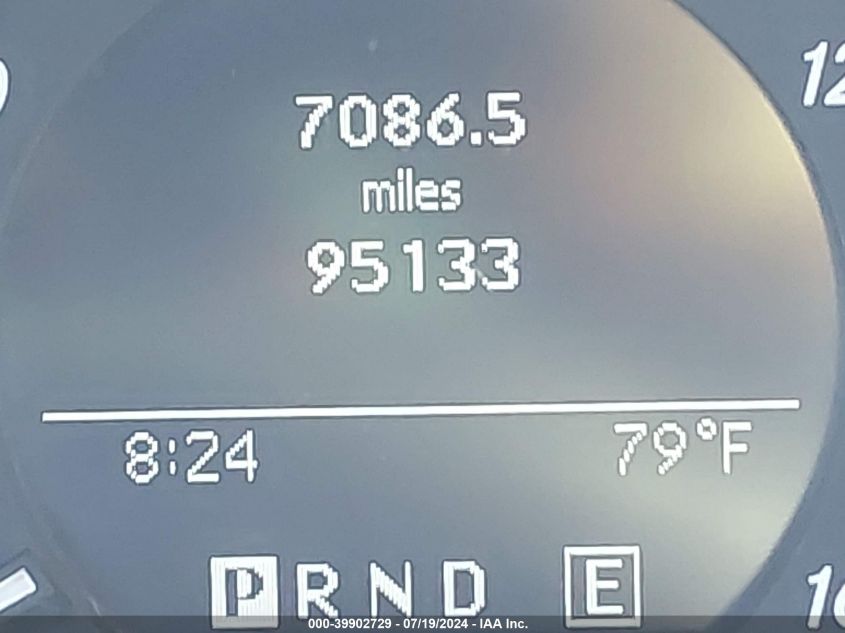 7086.5
miles
95133
8:24 79°F
P R N D E
000-39902729 - 07/19/2024 - IAA Inc.